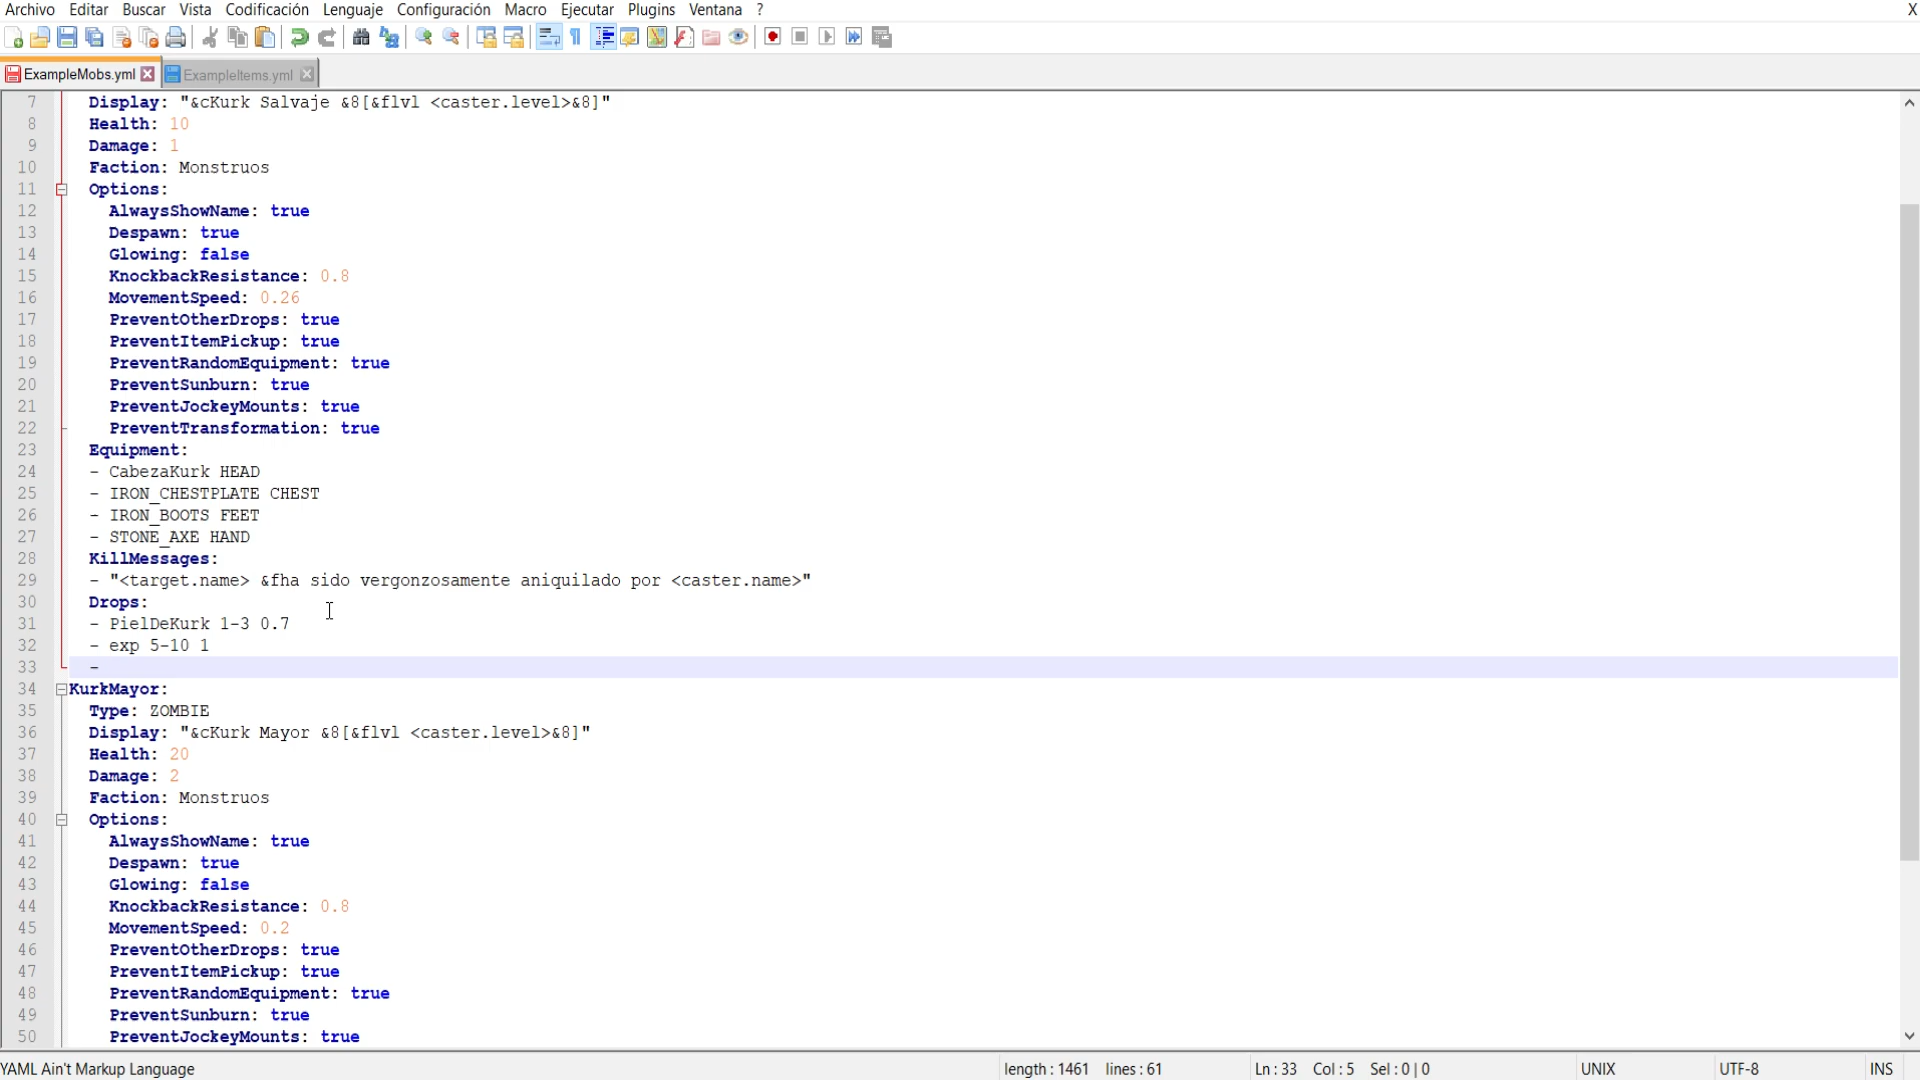 Archivo Editar Buscar Vista Codificación Lenguaje Configuración Macro Ejecutar Plugins Ventana ? X
ExampleMobs.yml ExampleItems.yml
7 Display: "&cKurk Salvaje &8[&flvl <caster.level>&8]"
8 Health: 10
9 Damage: 1
10 Faction: Monstruos
11 Options:
12 AlwaysShowName: true
13 Despawn: true
14 Glowing: false
15 KnockbackResistance: 0.8
16 MovementSpeed: 0.26
17 PreventOtherDrops: true
18 PreventItemPickup: true
19 PreventRandomEquipment: true
20 PreventSunburn: true
21 PreventJockeyMounts: true
22 PreventTransformation: true
23 Equipment:
24 - CabezaKurk HEAD
25 - IRON_CHESTPLATE CHEST
26 - IRON_BOOTS FEET
27 - STONE_AXE HAND
28 KillMessages:
29 - "<target.name> &fha sido vergonzosamente aniquilado por <caster.name>"
30 Drops:
31 - PielDeKurk 1-3 0.7
32 - exp 5-10 1
33 -
34 KurkMayor:
35 Type: ZOMBIE
36 Display: "&cKurk Mayor &8[&flvl <caster.level>&8]"
37 Health: 20
38 Damage: 2
39 Faction: Monstruos
40 Options:
41 AlwaysShowName: true
42 Despawn: true
43 Glowing: false
44 KnockbackResistance: 0.8
45 MovementSpeed: 0.2
46 PreventOtherDrops: true
47 PreventItemPickup: true
48 PreventRandomEquipment: true
49 PreventSunburn: true
50 PreventJockeyMounts: true
YAML Ain't Markup Language length : 1461 lines : 61 Ln : 33 Col : 5 Sel : 0 | 0 UNIX UTF-8 INS